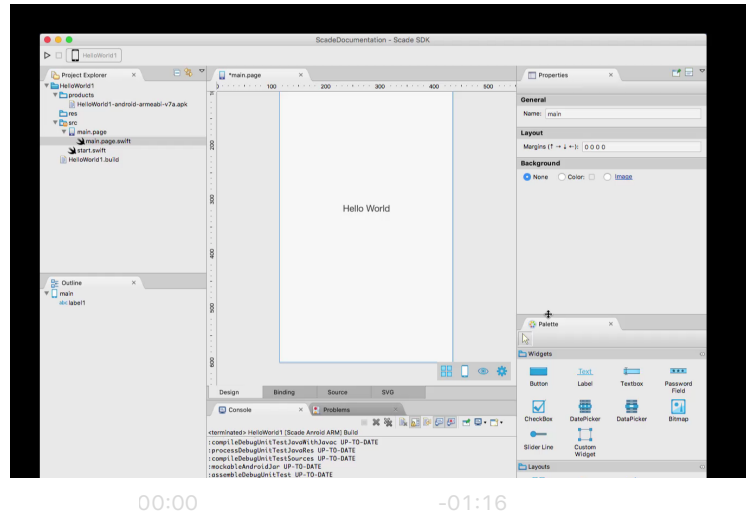 ScadeDocumentation - Scade SDK
HelloWorld1
Project Explorer
HelloWorld1
products
HelloWorld1-android-armeabi-v7a.apk
res
src
main.page
main.page.swift
start.swift
HelloWorld1.build
Outline
main
abc label1
*main.page
0 100 200 300 400 500
200
300
400
500
600
Hello World
Design Binding Source SVG
Console Problems
<terminated> HelloWorld1 [Scade Anroid ARM] Build
:compileDebugUnitTestJavaWithJavac UP-TO-DATE
:processDebugUnitTestJavaRes UP-TO-DATE
:compileDebugUnitTestSources UP-TO-DATE
:mockableAndroidJar UP-TO-DATE
:assembleDebugUnitTest UP-TO-DATE
Properties
General
Name: main
Layout
Margins (↑ → ↓ ←): 0 0 0 0
Background
None Color: Image
Palette
Widgets
Button Label Textbox Password Field
Text
CheckBox DatePicker DataPicker Bitmap
Slider Line Custom Widget
Layouts
00:00 -01:16